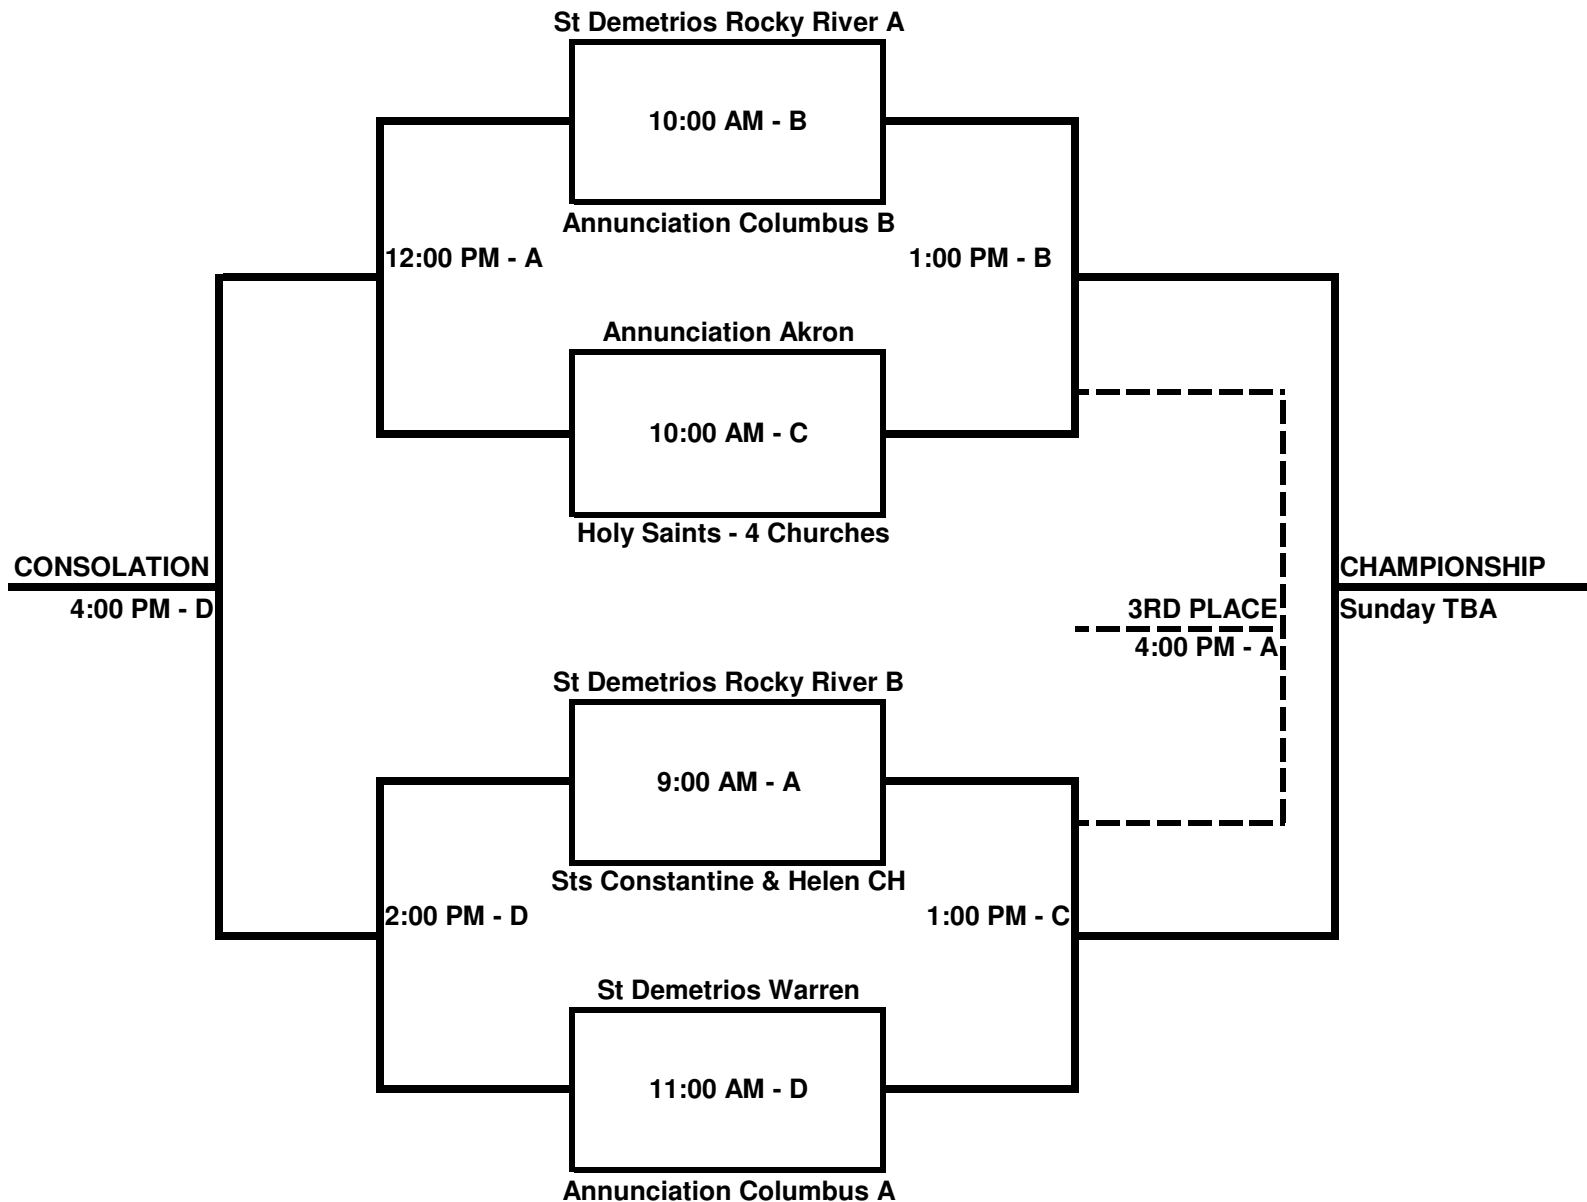 St Demetrios Rocky River A
10:00 AM - B
Annunciation Columbus B
12:00 PM - A
1:00 PM - B
Annunciation Akron
10:00 AM - C
Holy Saints - 4 Churches
CONSOLATION
4:00 PM - D
CHAMPIONSHIP
Sunday TBA
3RD PLACE
4:00 PM - A
St Demetrios Rocky River B
9:00 AM - A
Sts Constantine & Helen CH
2:00 PM - D
1:00 PM - C
St Demetrios Warren
11:00 AM - D
Annunciation Columbus A